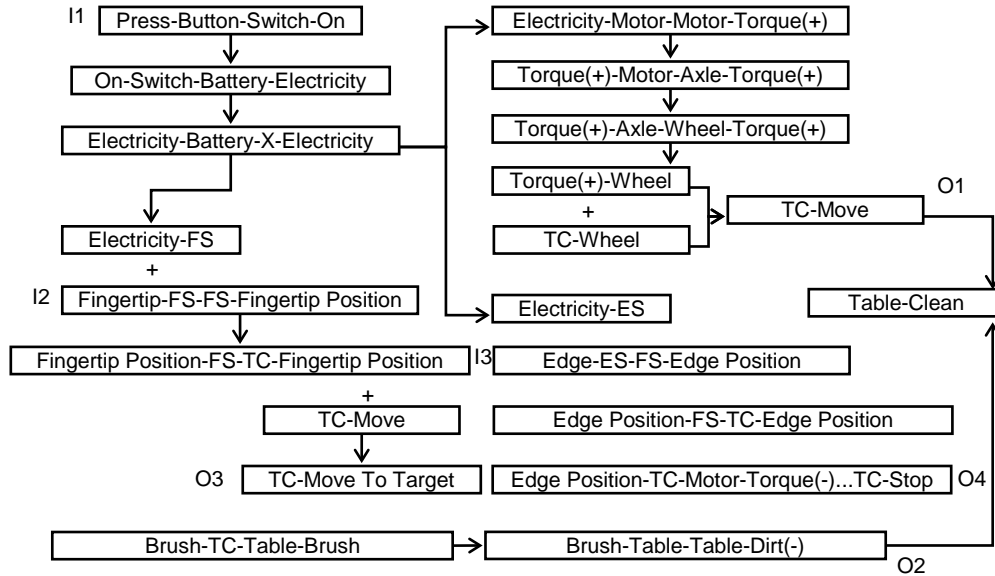 I1
Press-Button-Switch-On
On-Switch-Battery-Electricity
Electricity-Battery-X-Electricity
Electricity-FS
+
I2
Fingertip-FS-FS-Fingertip Position
Fingertip Position-FS-TC-Fingertip Position
+
TC-Move
O3
TC-Move To Target
Electricity-Motor-Motor-Torque(+)
Torque(+)-Motor-Axle-Torque(+)
Torque(+)-Axle-Wheel-Torque(+)
Torque(+)-Wheel
+
TC-Wheel
TC-Move
O1
Table-Clean
Electricity-ES
I3
Edge-ES-FS-Edge Position
Edge Position-FS-TC-Edge Position
Edge Position-TC-Motor-Torque(-)...TC-Stop
O4
Brush-TC-Table-Brush
Brush-Table-Table-Dirt(-)
O2